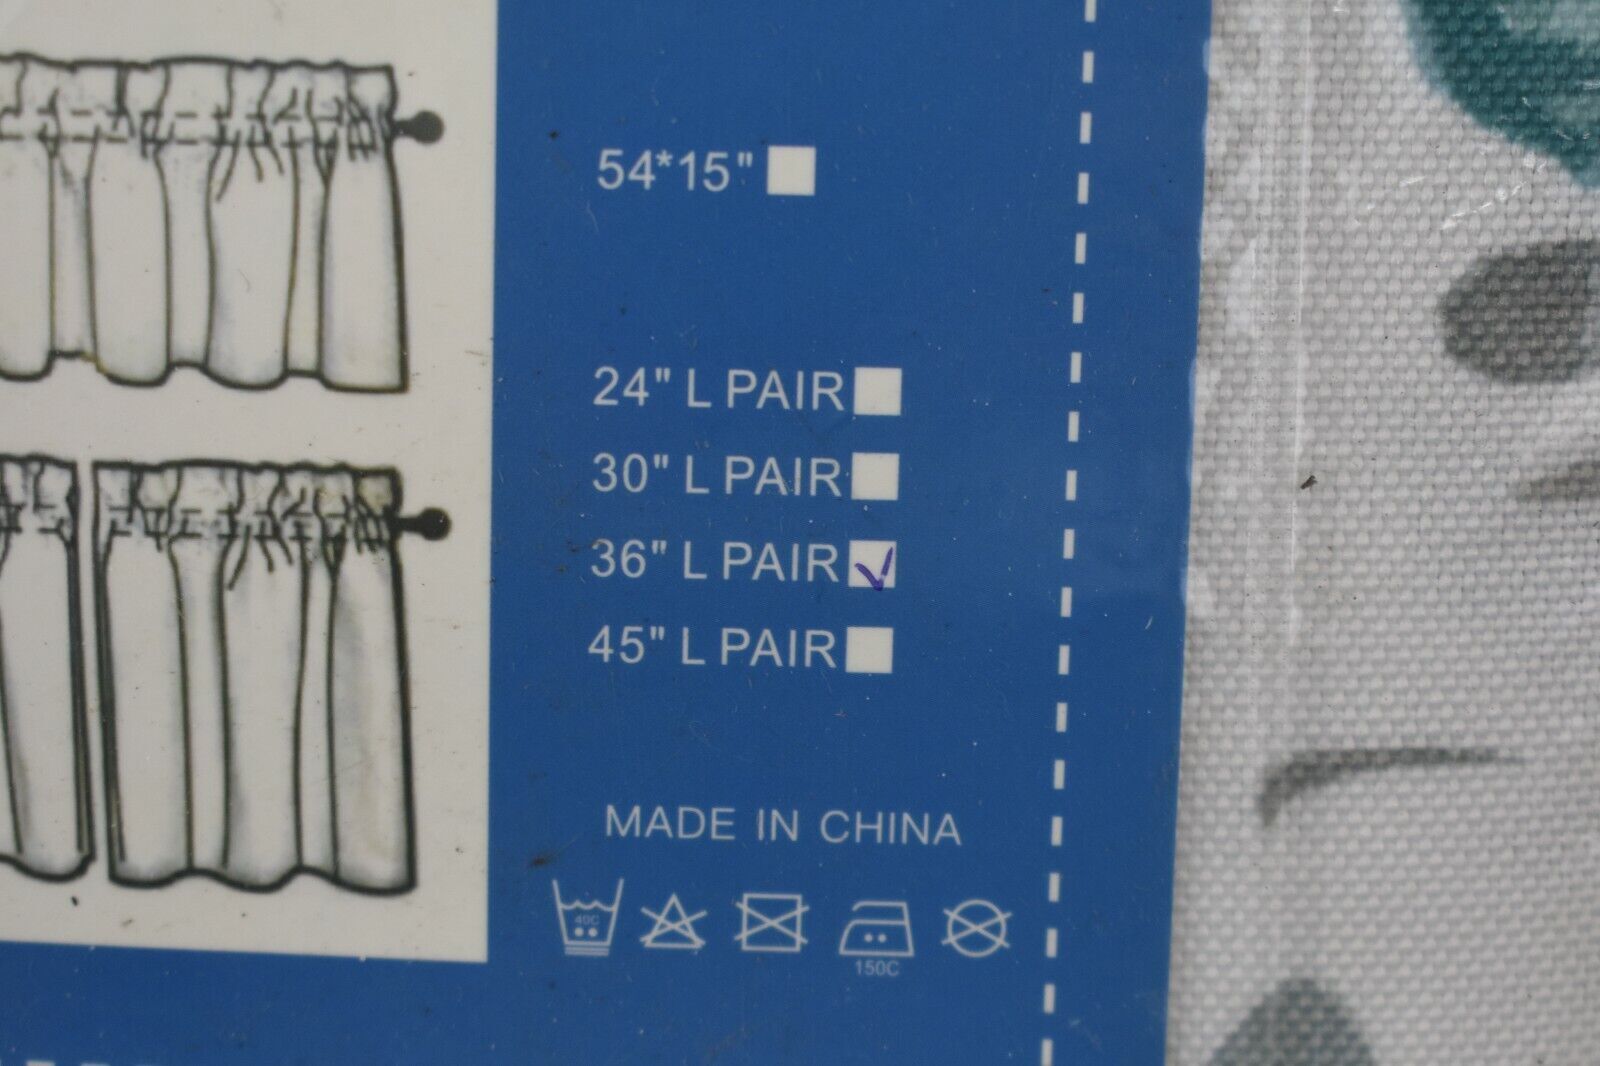 54*15"
24" L PAIR
30" L PAIR
36" L PAIR
45" L PAIR
MADE IN CHINA
40C
150C